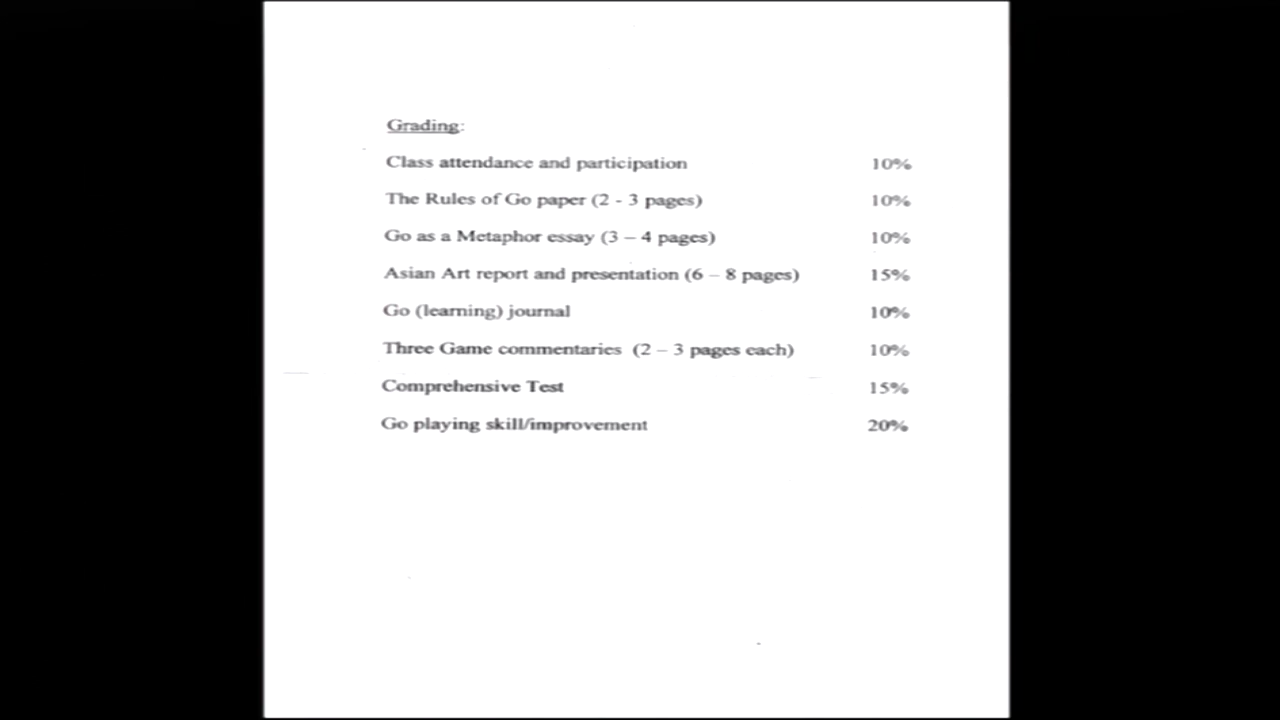 Grading:
Class attendance and participation 10%
The Rules of Go paper (2 - 3 pages) 10%
Go as a Metaphor essay (3 – 4 pages) 10%
Asian Art report and presentation (6 – 8 pages) 15%
Go (learning) journal 10%
Three Game commentaries (2 – 3 pages each) 10%
Comprehensive Test 15%
Go playing skill/improvement 20%